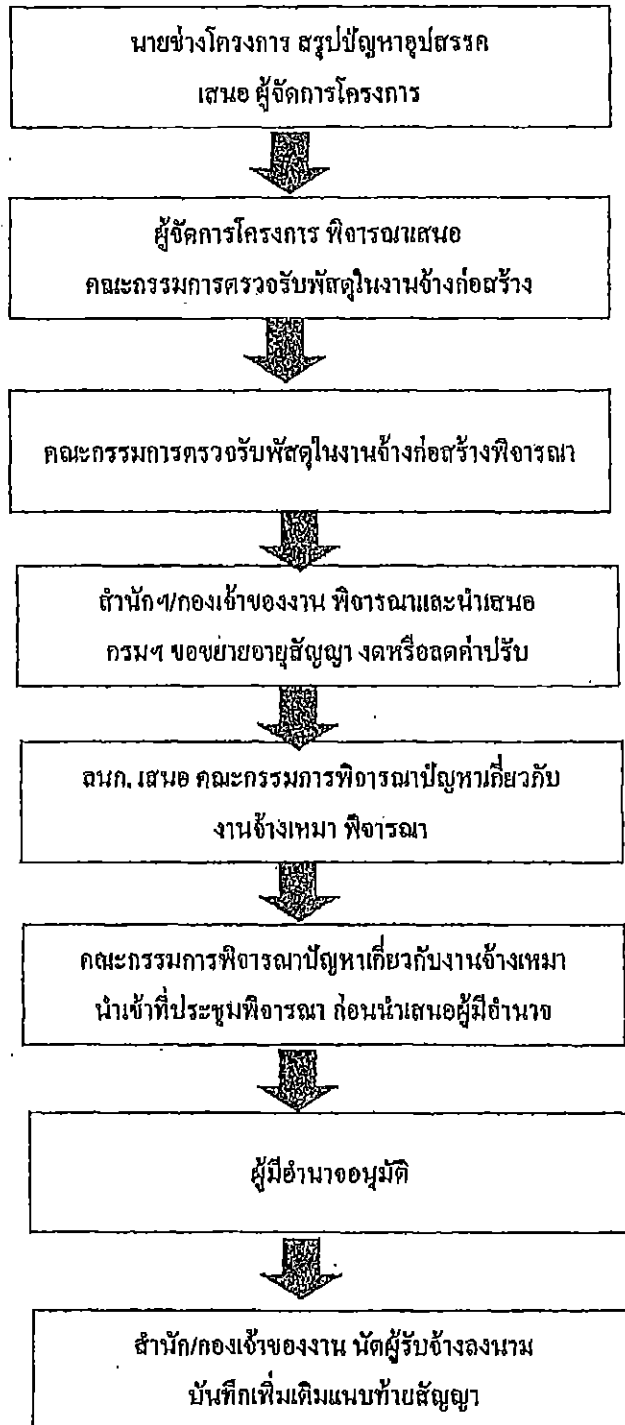 นายช่างโครงการ สรุปปัญหาอุปสรรค
เสนอ ผู้จัดการโครงการ
ผู้จัดการโครงการ พิจารณาเสนอ
คณะกรรมการตรวจรับพัสดุในงานจ้างก่อสร้าง
คณะกรรมการตรวจรับพัสดุในงานจ้างก่อสร้างพิจารณา
สำนักฯ/กองเจ้าของงาน พิจารณาและนำเสนอ
กรมฯ ขอขยายอายุสัญญา งดหรือลดค่าปรับ
ลนก. เสนอ คณะกรรมการพิจารณาปัญหาเกี่ยวกับ
งานจ้างเหมา พิจารณา
คณะกรรมการพิจารณาปัญหาเกี่ยวกับงานจ้างเหมา
นำเข้าที่ประชุมพิจารณา ก่อนนำเสนอผู้มีอำนาจ
ผู้มีอำนาจอนุมัติ
สำนัก/กองเจ้าของงาน นัดผู้รับจ้างลงนาม
บันทึกเพิ่มเติมแนบท้ายสัญญา